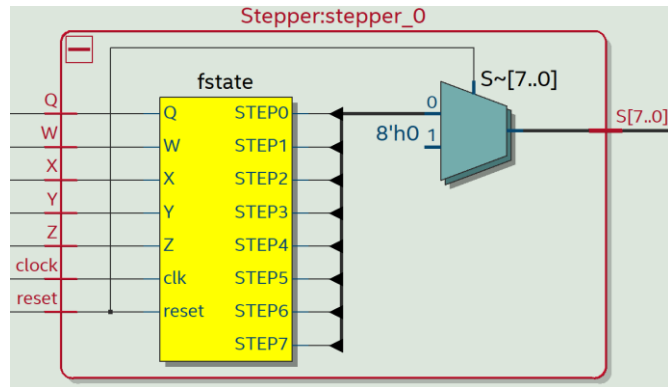 Stepper:stepper_0
fstate
S~[7..0]
Q
Q
STEP0
0
S[7..0]
W
W
STEP1
8'h0
1
X
X
STEP2
Y
Y
STEP3
Z
Z
STEP4
clock
clk
STEP5
reset
reset
STEP6
STEP7